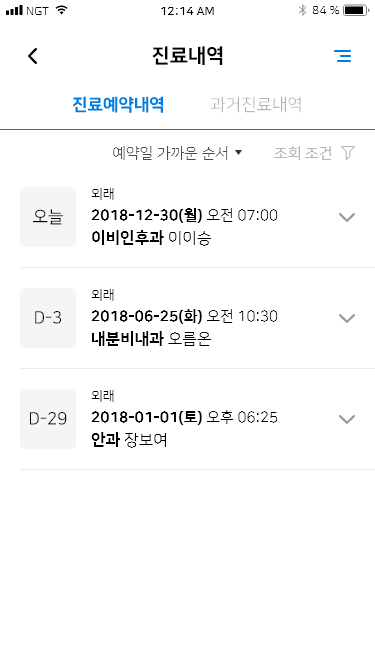 NGT 12:14 AM 84 %
진료내역
진료예약내역 과거진료내역
예약일 가까운 순서 조회 조건
오늘
외래
2018-12-30(월) 오전 07:00
이비인후과 이이승
D-3
외래
2018-06-25(화) 오전 10:30
내분비내과 오름온
D-29
외래
2018-01-01(토) 오후 06:25
안과 장보여